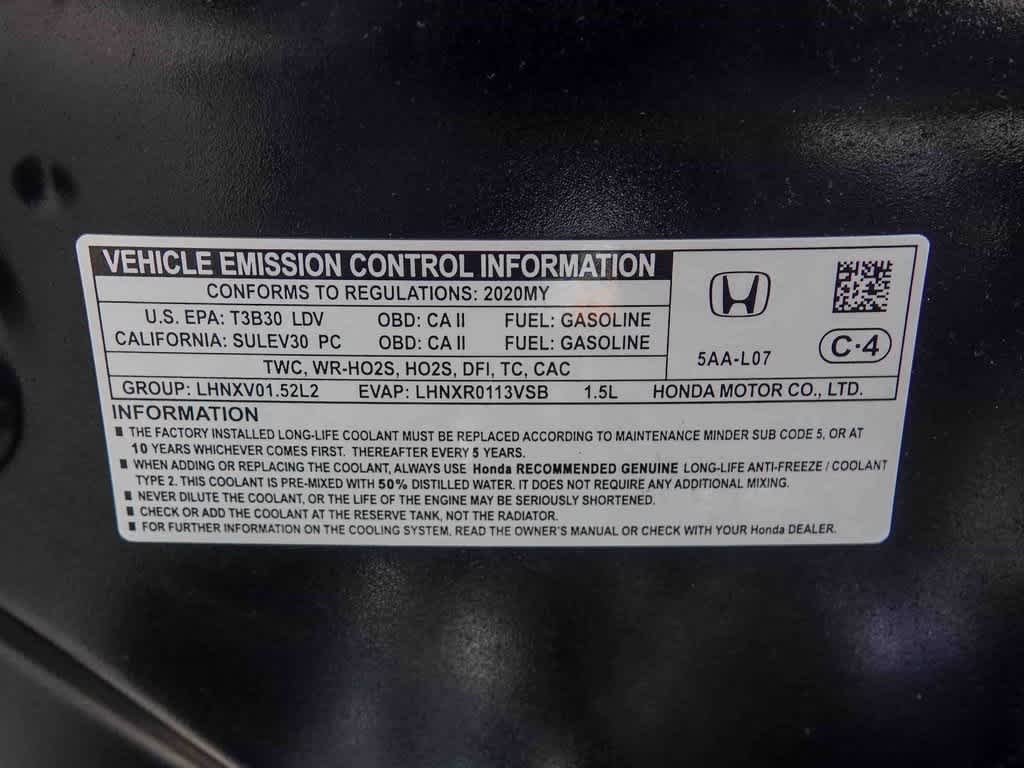 VEHICLE EMISSION CONTROL INFORMATION
CONFORMS TO REGULATIONS: 2020MY
U.S. EPA: T3B30 LDV OBD: CA II FUEL: GASOLINE
CALIFORNIA: SULEV30 PC OBD: CA II FUEL: GASOLINE
5AA-L07
C·4
TWC, WR-HO2S, HO2S, DFI, TC, CAC
GROUP: LHNXV01.52L2 EVAP: LHNXR0113VSB 1.5L HONDA MOTOR CO., LTD.
INFORMATION
■ THE FACTORY INSTALLED LONG-LIFE COOLANT MUST BE REPLACED ACCORDING TO MAINTENANCE MINDER SUB CODE 5, OR AT
10 YEARS WHICHEVER COMES FIRST. THEREAFTER EVERY 5 YEARS.
■ WHEN ADDING OR REPLACING THE COOLANT, ALWAYS USE Honda RECOMMENDED GENUINE LONG-LIFE ANTI-FREEZE / COOLANT
TYPE 2. THIS COOLANT IS PRE-MIXED WITH 50% DISTILLED WATER. IT DOES NOT REQUIRE ANY ADDITIONAL MIXING.
■ NEVER DILUTE THE COOLANT, OR THE LIFE OF THE ENGINE MAY BE SERIOUSLY SHORTENED.
■ CHECK OR ADD THE COOLANT AT THE RESERVE TANK, NOT THE RADIATOR.
■ FOR FURTHER INFORMATION ON THE COOLING SYSTEM, READ THE OWNER'S MANUAL OR CHECK WITH YOUR Honda DEALER.